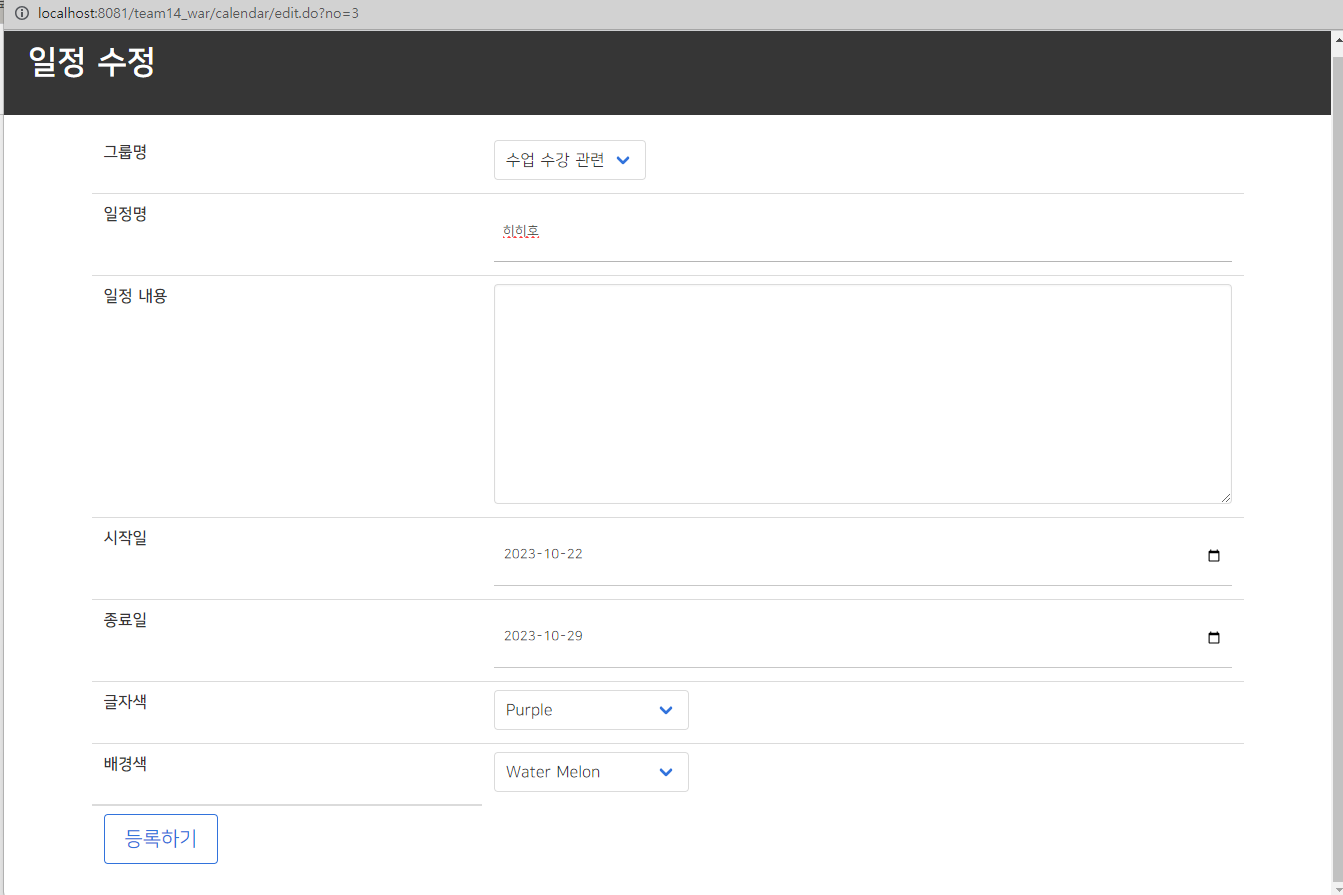 localhost:8081/team14_war/calendar/edit.do?no=3
일정 수정
그룹명
수업 수강 관련
일정명
히히호
일정 내용
시작일
2023-10-22
종료일
2023-10-29
글자색
Purple
배경색
Water Melon
등록하기